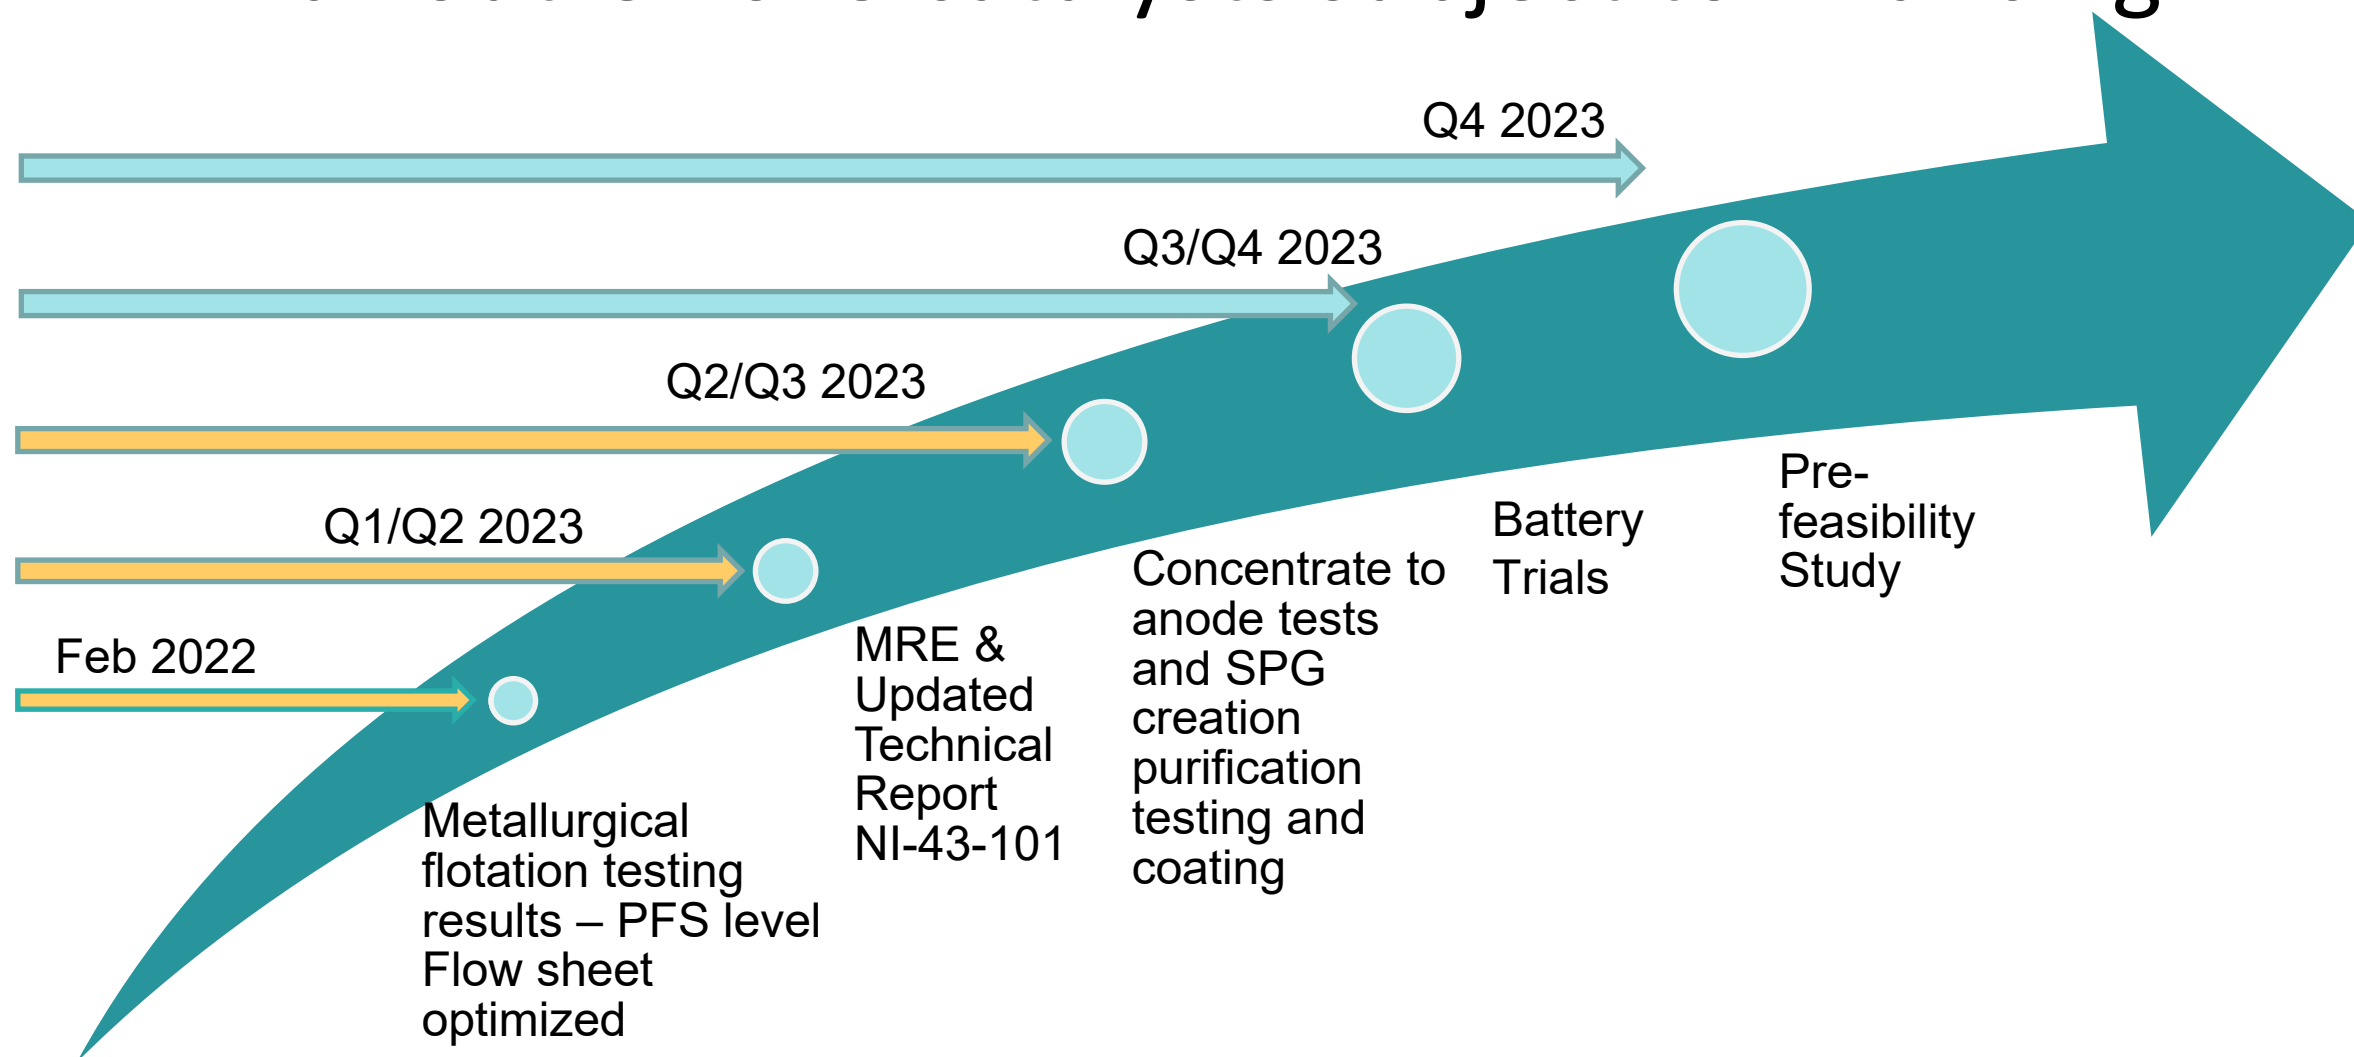 Q4 2023
Q3/Q4 2023
Q2/Q3 2023
Q1/Q2 2023
Feb 2022
Metallurgical
flotation testing
results – PFS level
Flow sheet
optimized
MRE &
Updated
Technical
Report
NI-43-101
Concentrate to
anode tests
and SPG
creation
purification
testing and
coating
Battery
Trials
Pre-
feasibility
Study